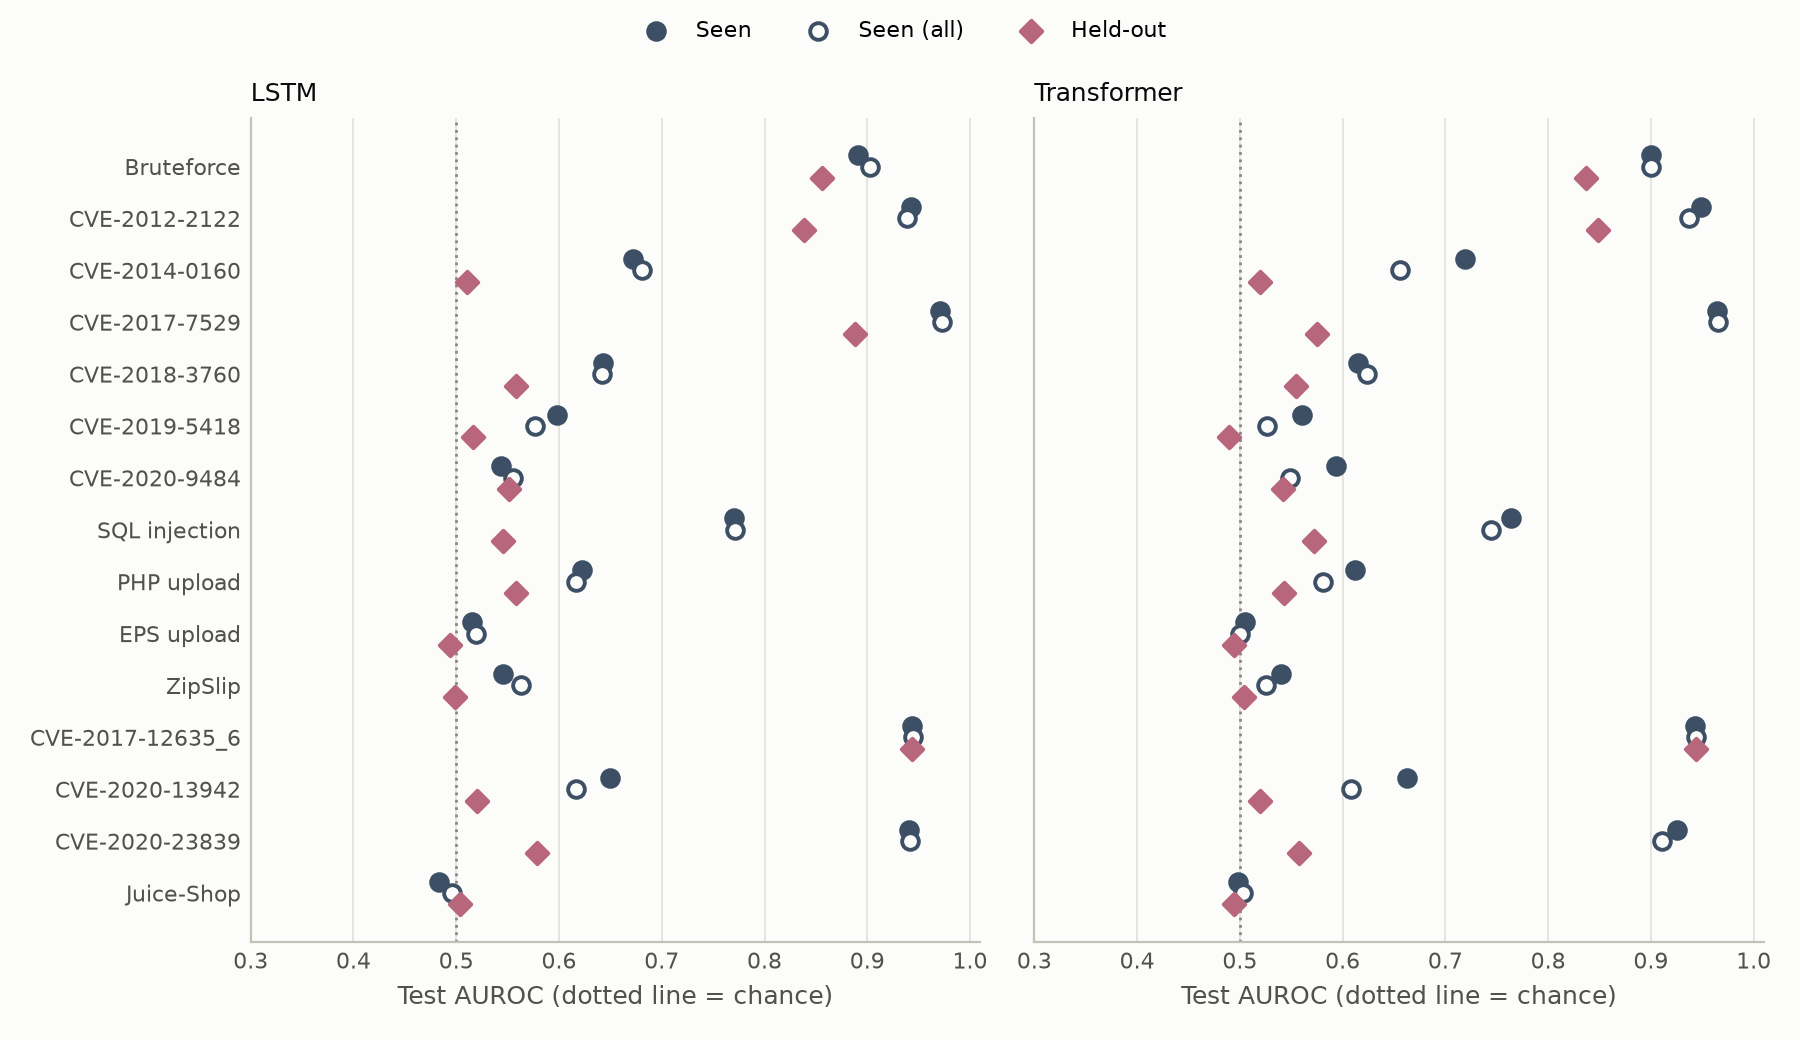 Seen Seen (all) Held-out
LSTM
Transformer
Bruteforce
CVE-2012-2122
CVE-2014-0160
CVE-2017-7529
CVE-2018-3760
CVE-2019-5418
CVE-2020-9484
SQL injection
PHP upload
EPS upload
ZipSlip
CVE-2017-12635_6
CVE-2020-13942
CVE-2020-23839
Juice-Shop
0.3 0.4 0.5 0.6 0.7 0.8 0.9 1.0
0.3 0.4 0.5 0.6 0.7 0.8 0.9 1.0
Test AUROC (dotted line = chance)
Test AUROC (dotted line = chance)